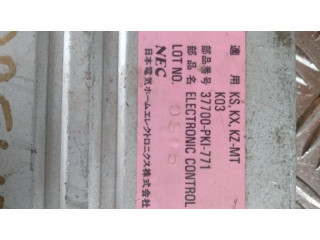 適 用 KS,KX,KZ-MT
K03
部品番号 37700-PKI-771
部 品 名 ELECTRONIC CONTROL
LOT NO.
NEC
日本電気ホームエレクトロニクス株式会社